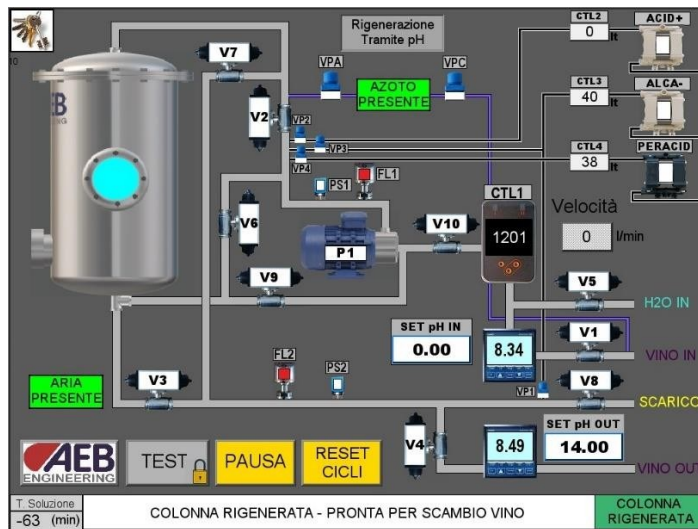 V7
Rigenerazione
Tramite pH
CTL2
0
lt
ACID+
VPA
VPC
AZOTO
PRESENTE
CTL3
40
lt
ALCA-
V2
VP2
VP3
VP4
CTL4
38
lt
PERACID
AEB
PS1
FL1
CTL1
1201
Velocità
0
l/min
V6
V10
P1
V9
V5
H2O IN
SET pH IN
0.00
8.34
V1
VINO IN
ARIA
PRESENTE
V3
FL2
PS2
VP1
V8
SCARICO
V4
8.49
SET pH OUT
14.00
VINO OUT
AEB
ENGINEERING
TEST
PAUSA
RESET
CICLI
T. Soluzione
-63 (min)
COLONNA RIGENERATA - PRONTA PER SCAMBIO VINO
COLONNA
RIGENERATA